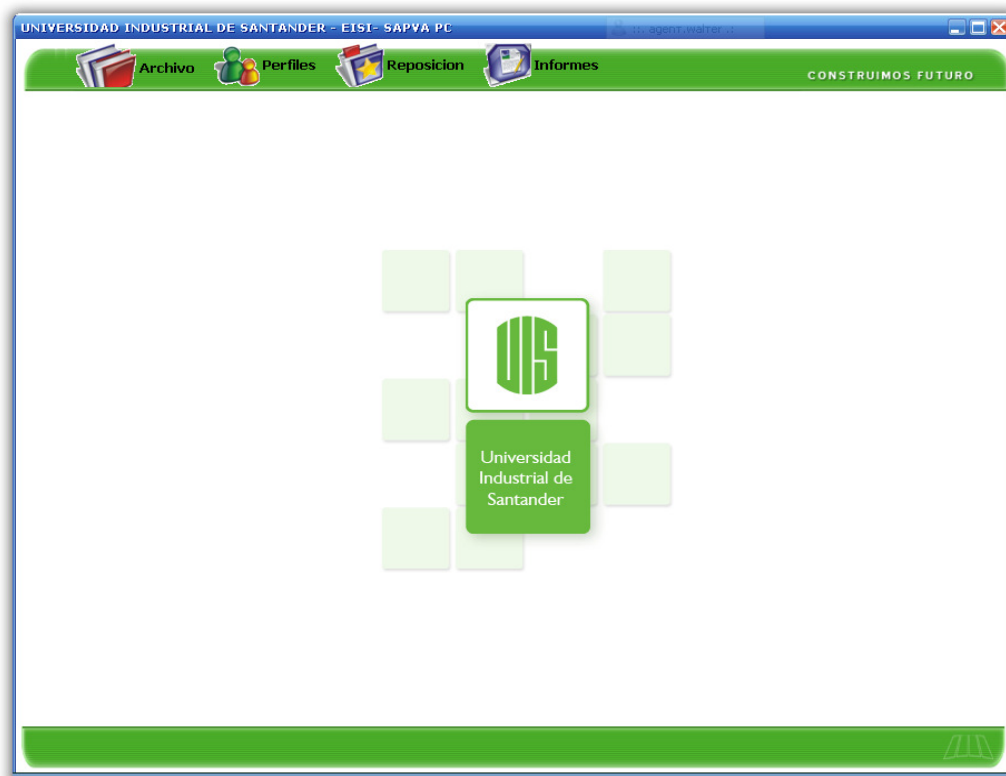 UNIVERSIDAD INDUSTRIAL DE SANTANDER - EISI- SAPVA PC
Archivo Perfiles Reposicion Informes
CONSTRUIMOS FUTURO
UIS
Universidad
Industrial de
Santander